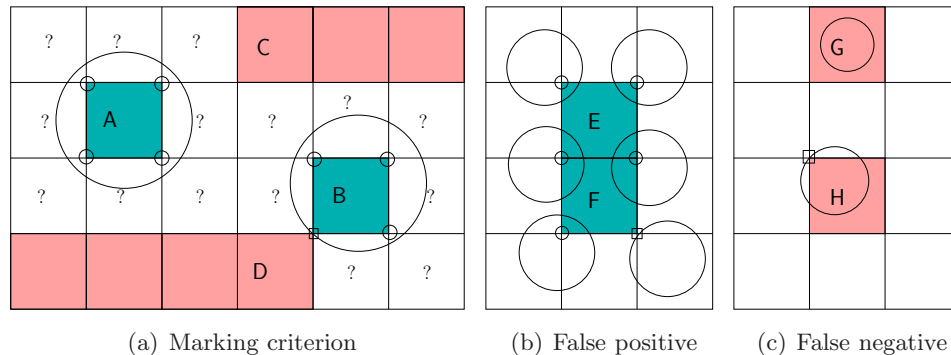 ? ? ? C
? A ? ? ? ? E G
? ? ? ? B ? F H
D ? ?
(a) Marking criterion (b) False positive (c) False negative